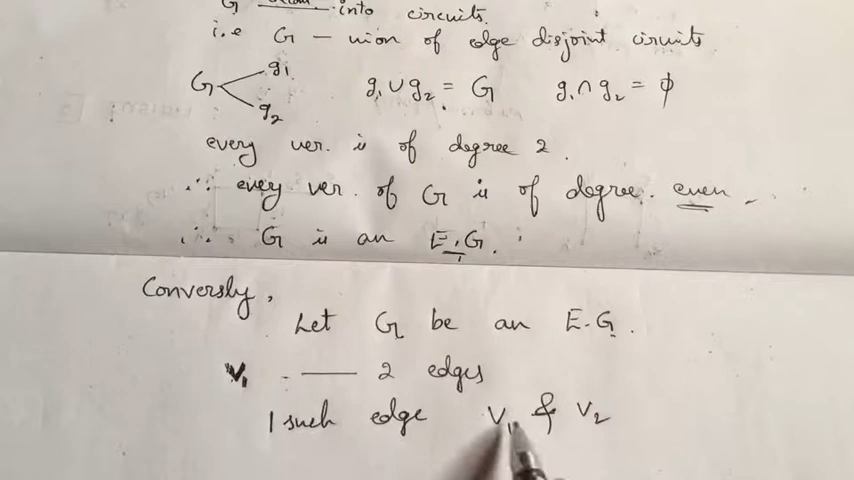 G into circuits.
i.e G - union of edge disjoint circuits
G g₁ g₁ ∪ g₂ = G g₁ ∩ g₂ = ϕ
g₂
every ver. is of degree 2.
∴ every ver. of G is of degree even.
∴ G is an E.G.
Conversly,
Let G be an E.G.
V₁ - — 2 edges
1 such edge V₁ & V₂